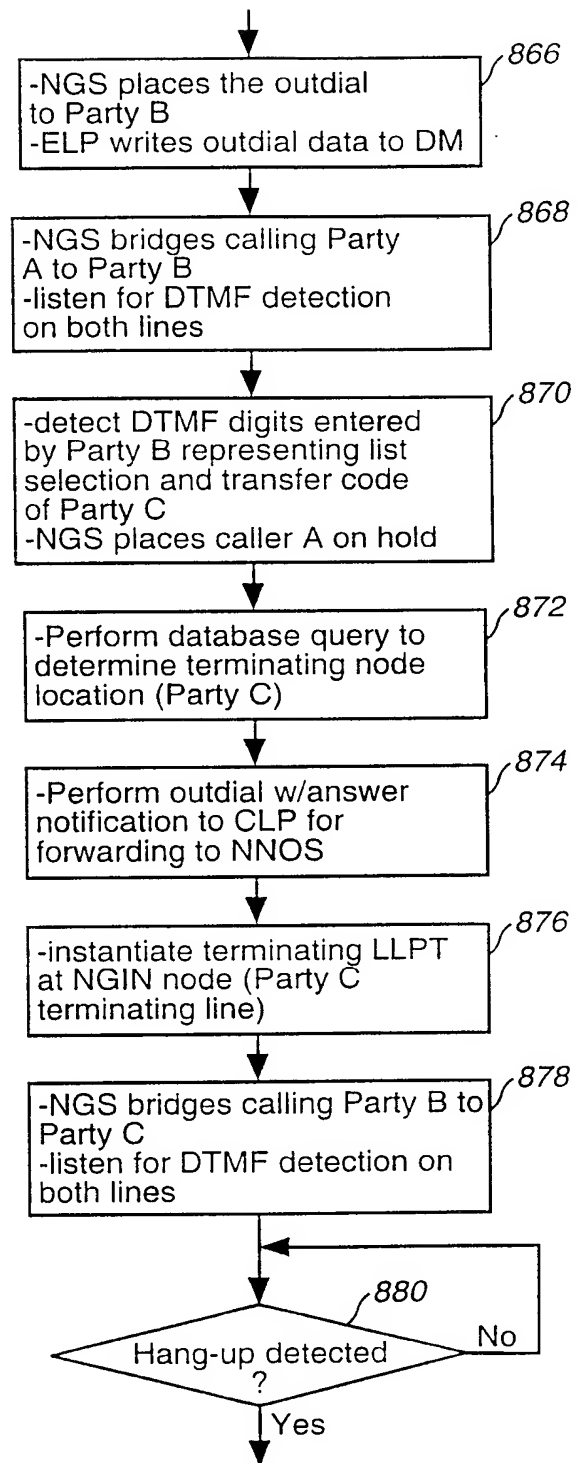 866
-NGS places the outdial
to Party B
-ELP writes outdial data to DM
868
-NGS bridges calling Party
A to Party B
-listen for DTMF detection
on both lines
870
-detect DTMF digits entered
by Party B representing list
selection and transfer code
of Party C
-NGS places caller A on hold
872
-Perform database query to
determine terminating node
location (Party C)
874
-Perform outdial w/answer
notification to CLP for
forwarding to NNOS
876
-instantiate terminating LLPT
at NGIN node (Party C
terminating line)
878
-NGS bridges calling Party B to
Party C
-listen for DTMF detection on
both lines
880
Hang-up detected
?
No
Yes